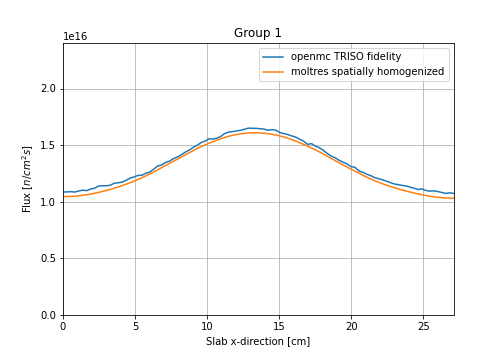 Group 1
1e16
openmc TRISO fidelity
moltres spatially homogenized
2.0
1.5
1.0
0.5
0.0
Flux [n/cm²s]
0 5 10 15 20 25
Slab x-direction [cm]